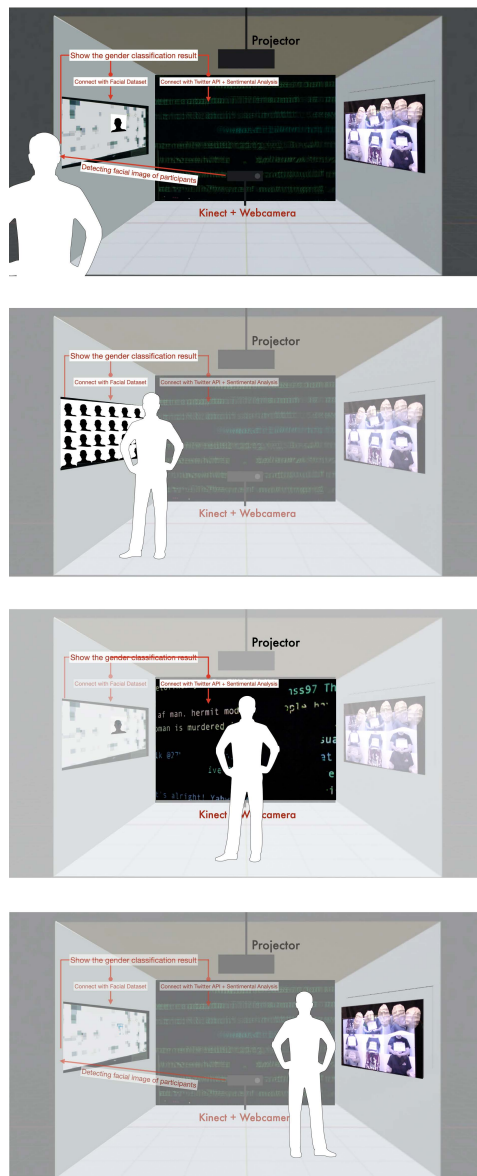 Projector
Show the gender classification result
Connect with Facial Dataset
Connect with Twitter API + Sentimental Analysis
Detecting facial image of participants
Kinect + Webcamera
Projector
Show the gender classification result
Connect with Facial Dataset
Connect with Twitter API + Sentimental Analysis
Kinect + Webcamera
Projector
Show the gender classification result
Connect with Facial Dataset
Connect with Twitter API + Sentimental Analysis
af man, hermit mod
is murdered
's alright! Yah
Kinect + W camera
Projector
Show the gender classification result
Connect with Facial Dataset
Connect with Twitter API + Sentimental Analysis
Detecting facial image of participants
Kinect + Webcamer